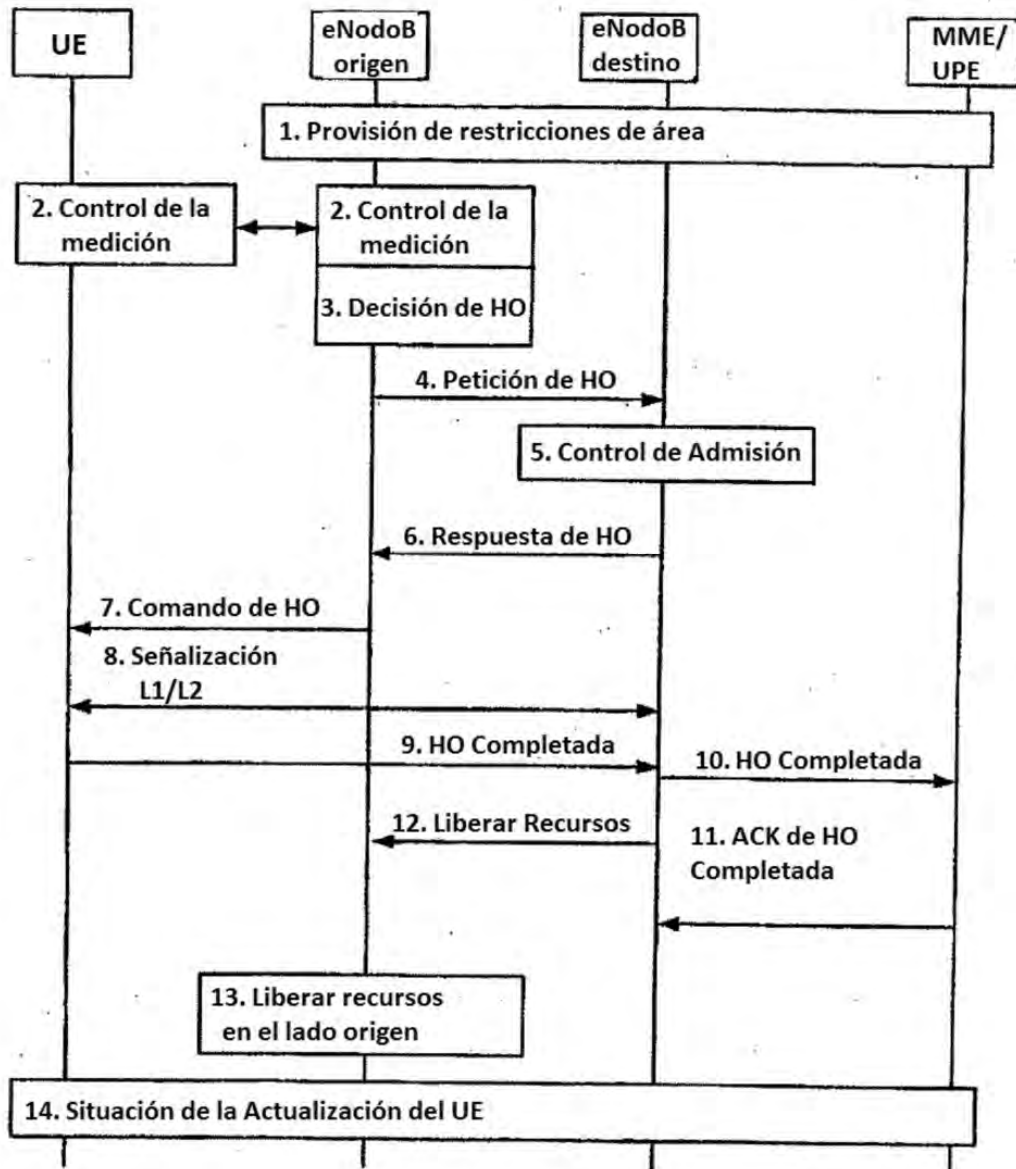 UE
eNodoB
origen
eNodoB
destino
MME/
UPE
1. Provisión de restricciones de área
2. Control de la
medición
2. Control de la
medición
3. Decisión de HO
4. Petición de HO
5. Control de Admisión
6. Respuesta de HO
7. Comando de HO
8. Señalización
L1/L2
9. HO Completada
10. HO Completada
12. Liberar Recursos
11. ACK de HO
Completada
13. Liberar recursos
en el lado origen
14. Situación de la Actualización del UE